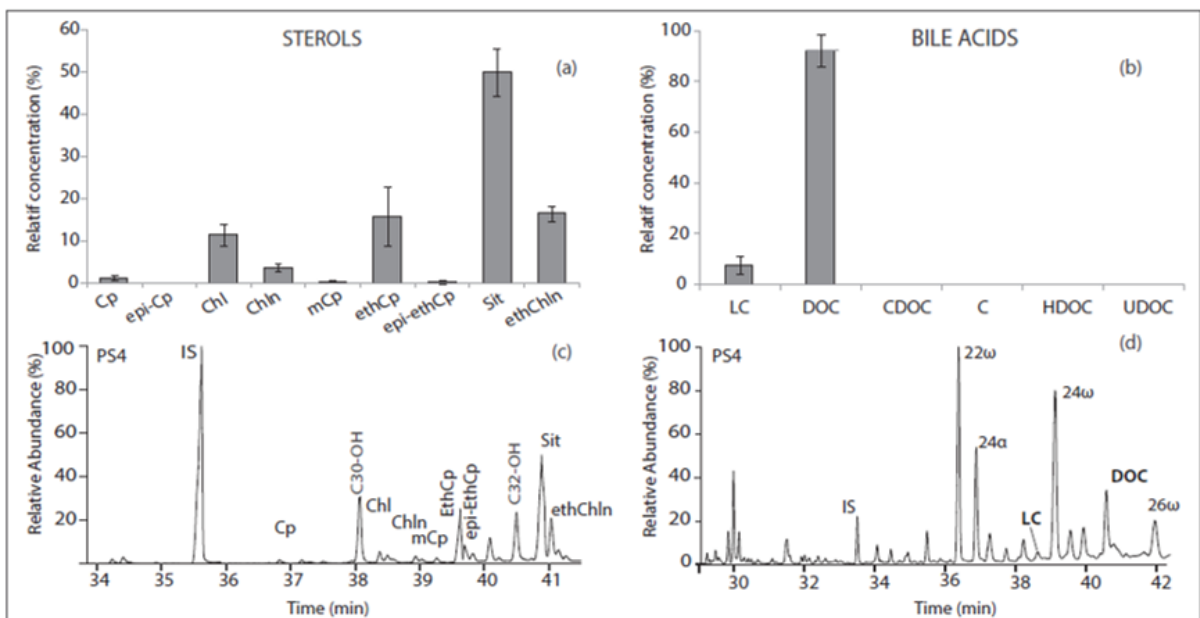 STEROLS
(a)
Relatif concentration (%)
60
50
40
30
20
10
0
Cp
epi-Cp
Chl
Chln
mCp
ethCp
epi-ethCp
Sit
ethChln
BILE ACIDS
(b)
Relatif concentration (%)
100
80
60
40
20
0
LC
DOC
CDOC
C
HDOC
UDOC
PS4
(c)
Relative Abundance (%)
100
80
60
40
20
IS
Cp
C30-OH
Chl
Chln
mCp
EthCp
epi-EthCp
C32-OH
Sit
ethChln
34 35 36 37 38 39 40 41
Time (min)
PS4
(d)
Relative Abundance (%)
100
80
60
40
20
0
IS
22ω
24α
LC
24ω
DOC
26ω
30 32 34 36 38 40 42
Time (min)